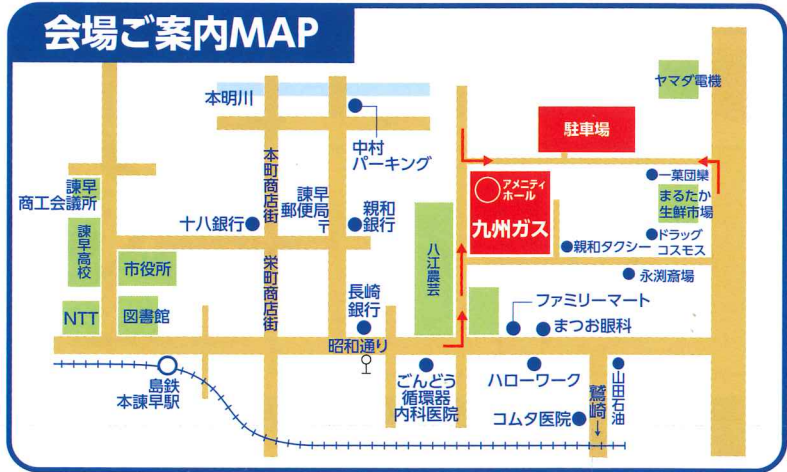 会場ご案内MAP
ヤマダ電機
本明川
駐車場
中村
パーキング
本町商店街
諫早
郵便局
〒
親和
銀行
十八銀行
諫早
商工会議所
諫早高校
市役所
NTT
図書館
栄町商店街
長崎
銀行
昭和通り
八江農芸
アメニティ
ホール
九州ガス
一菓団欒
まるたか
生鮮市場
ドラッグ
コスモス
親和タクシー
永渕斎場
ファミリーマート
まつお眼科
島鉄
本諫早駅
ごんどう
循環器
内科医院
ハローワーク
コムタ医院
鷲崎
↓
山田石油